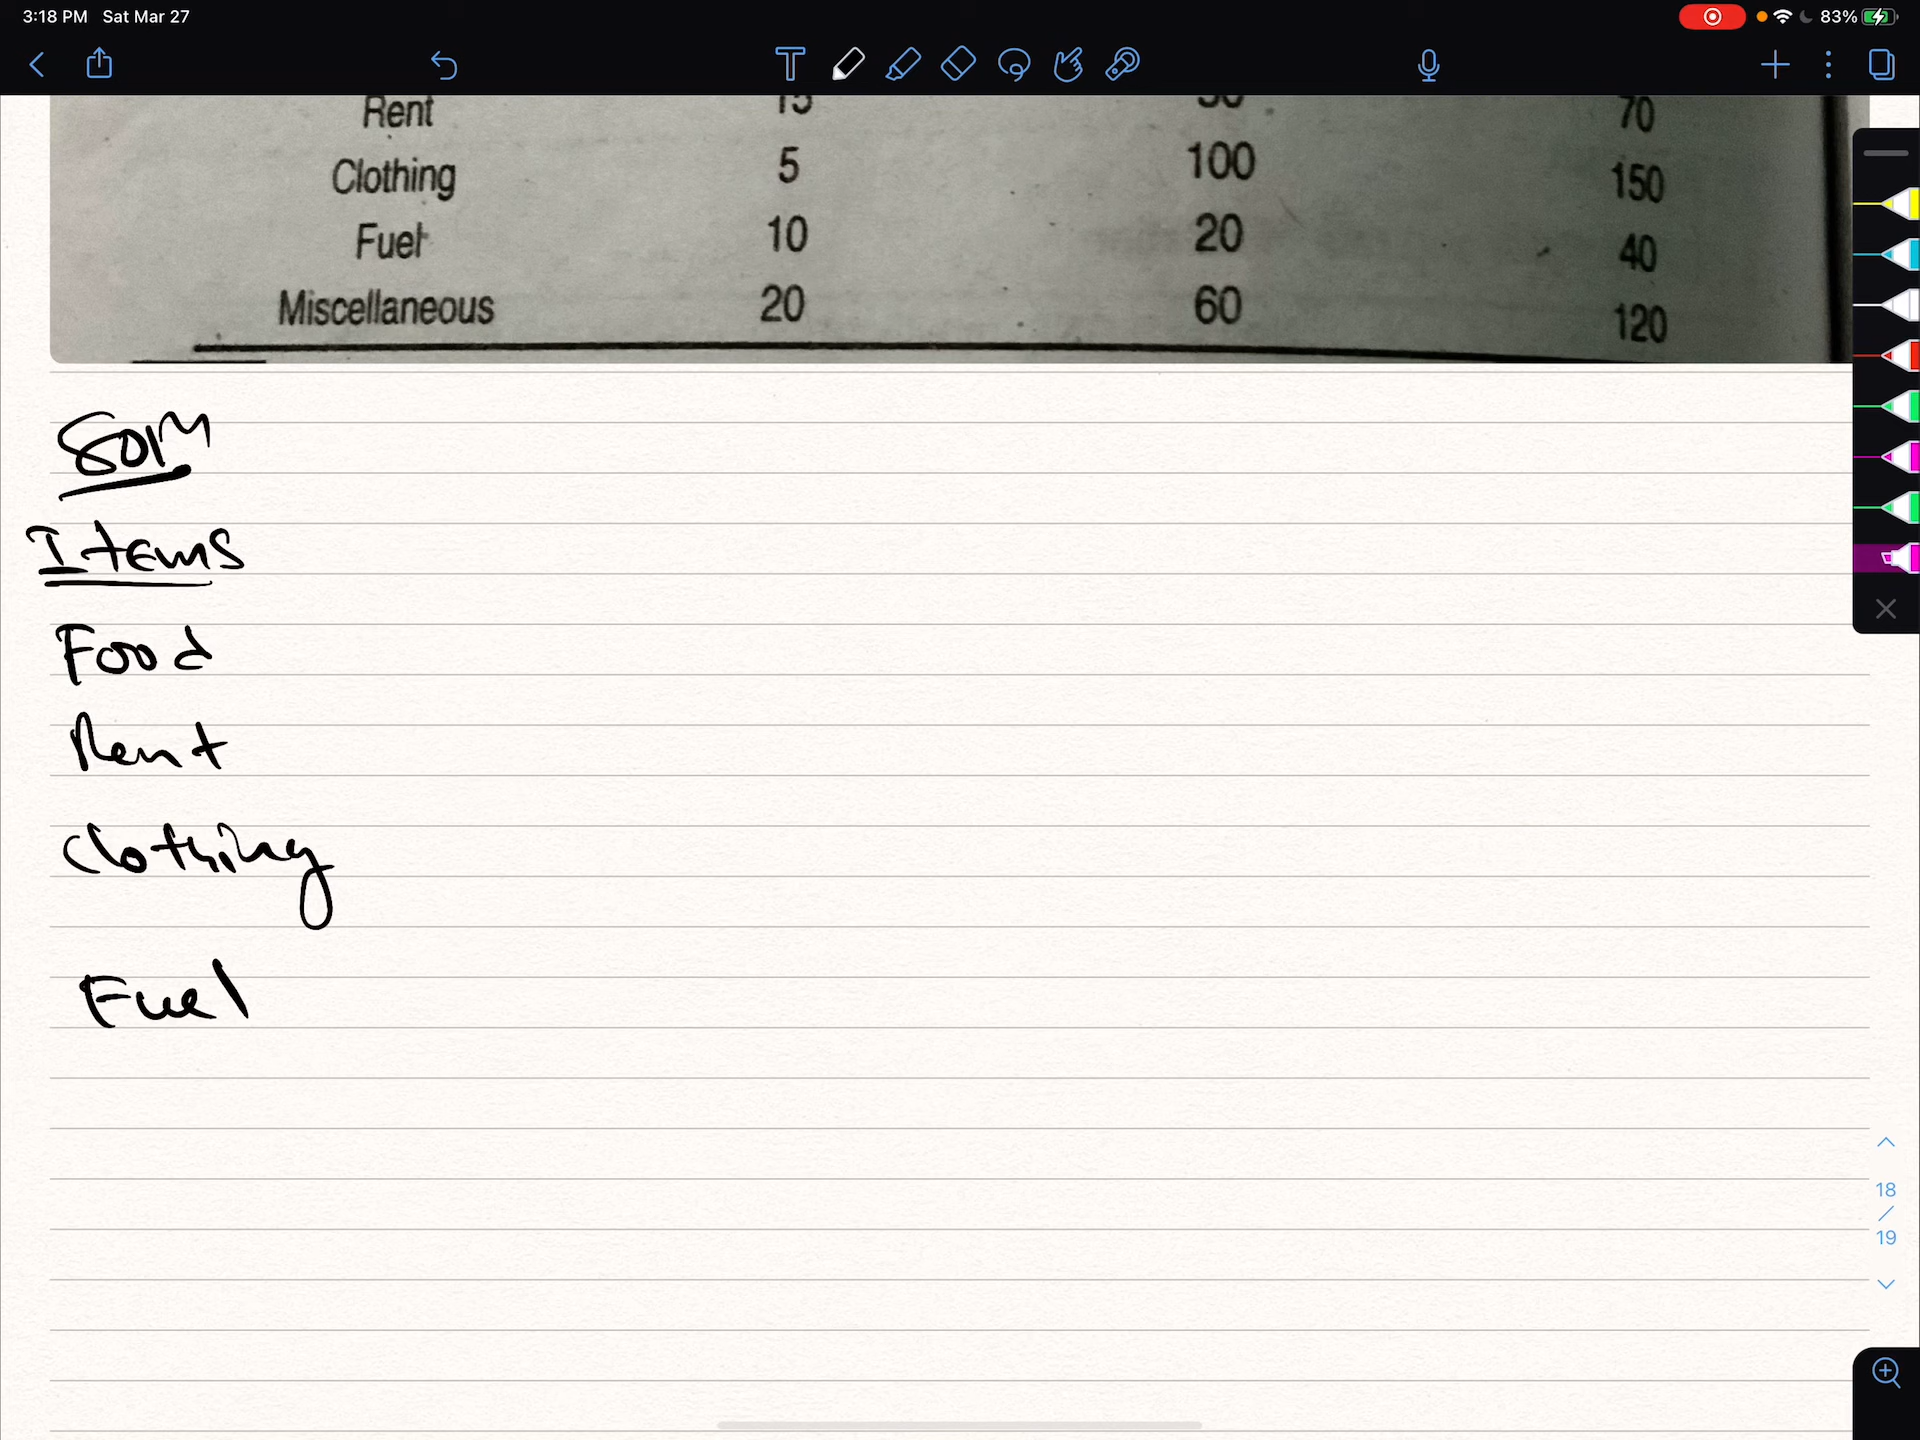 3:18 PM Sat Mar 27 83%
Rent 15 70
Clothing 5 100 150
Fuel 10 20 40
Miscellaneous 20 60 120
Soln
Items
Food
Rent
Clothing
Fuel
18
/
19